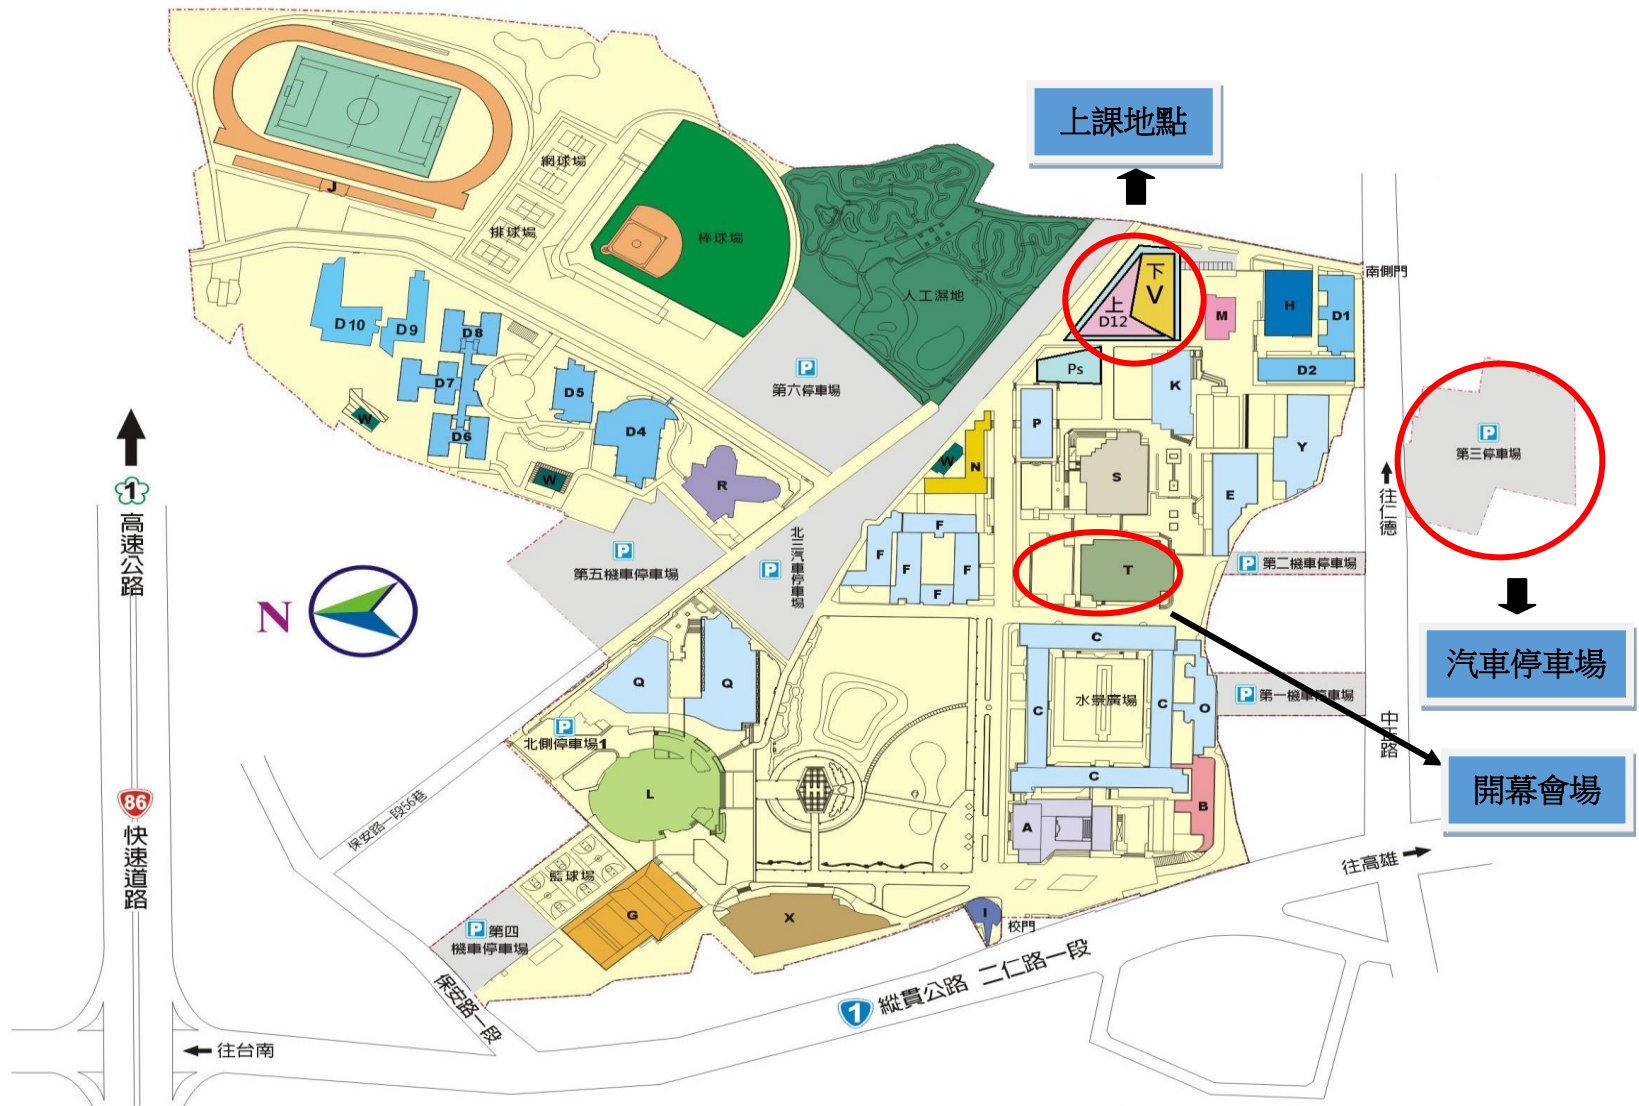 上課地點
網球場
J
排球場
棒球場
人工濕地
下
V
上
D12
南側門
M
H
D1
D2
D10
D9
D8
D7
D6
D5
D4
W
W
R
P
第六停車場
Ps
K
P
W
N
S
Y
E
P
第三停車場
往仁德
1
高速公路
N
P
第五機車停車場
P
北三汽車停車場
F
F
F
F
F
T
P
第二機車停車場
汽車停車場
C
C
C
C
水景廣場
O
P
第一機車停車場
中正路
開幕會場
Q
Q
P
北側停車場1
L
A
B
86
快速道路
保安路一段56巷
籃球場
G
X
I
校門
P
第四
機車停車場
往高雄
保安路一段
1
縱貫公路 二仁路一段
往台南